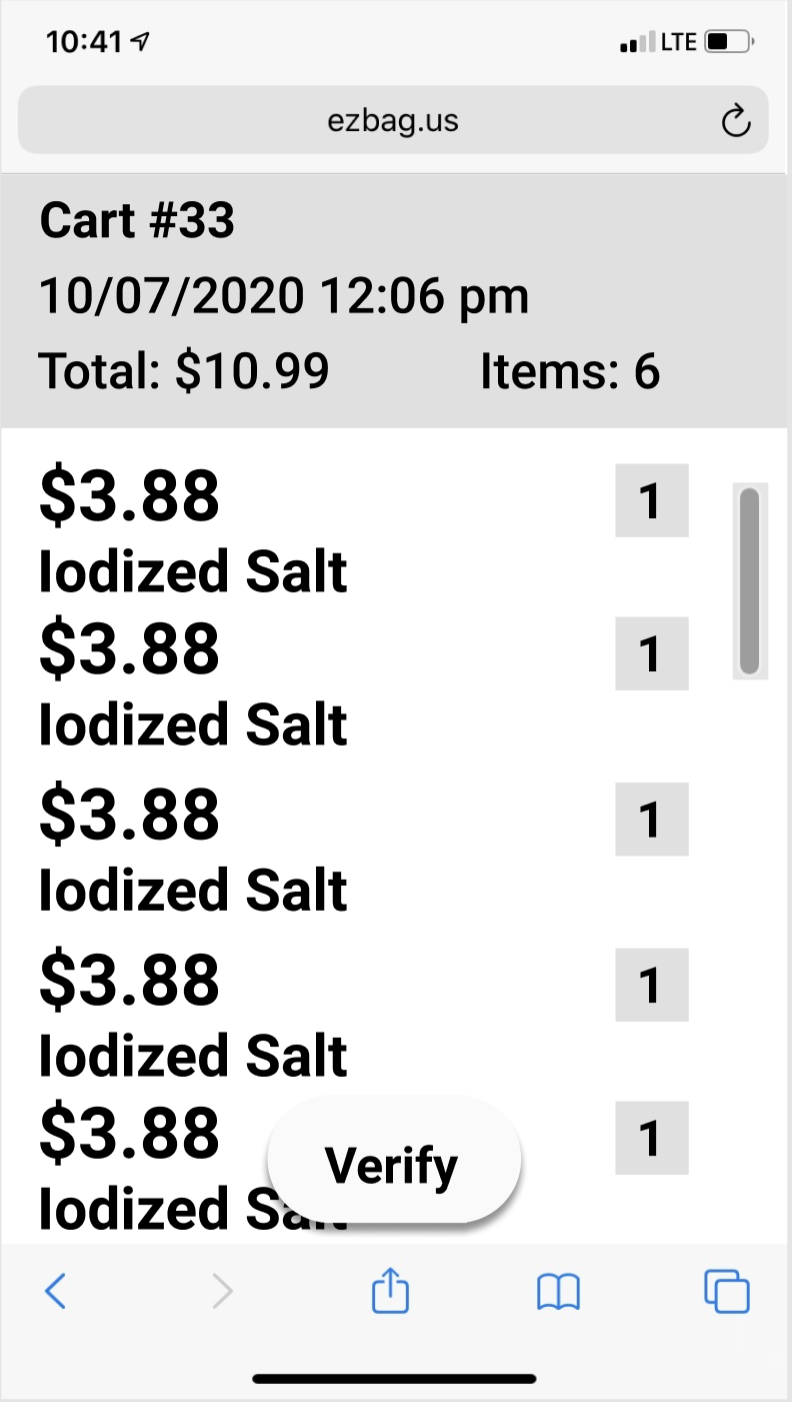 10:41 LTE
ezbag.us
Cart #33
10/07/2020 12:06 pm
Total: $10.99 Items: 6
$3.88 1
Iodized Salt
$3.88 1
Iodized Salt
$3.88 1
Iodized Salt
$3.88 1
Iodized Salt
$3.88 1
Verify
Iodized Salt